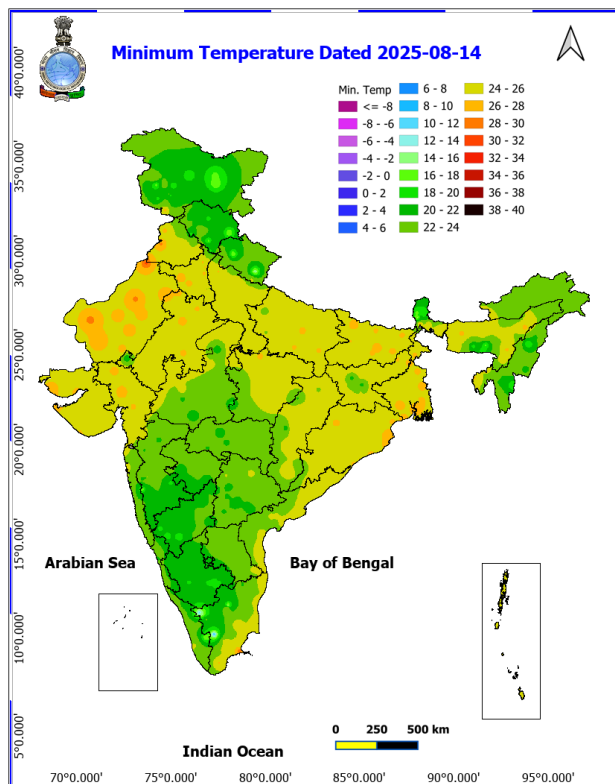 Minimum Temperature Dated 2025-08-14
Min. Temp
<= -8
-8 - -6
-6 - -4
-4 - -2
-2 - 0
0 - 2
2 - 4
4 - 6
6 - 8
8 - 10
10 - 12
12 - 14
14 - 16
16 - 18
18 - 20
20 - 22
22 - 24
24 - 26
26 - 28
28 - 30
30 - 32
32 - 34
34 - 36
36 - 38
38 - 40
40°0.000'
35°0.000'
30°0.000'
25°0.000'
20°0.000'
15°0.000'
10°0.000'
5°0.000'
Arabian Sea
Bay of Bengal
0 250 500 km
Indian Ocean
70°0.000' 75°0.000' 80°0.000' 85°0.000' 90°0.000' 95°0.000'